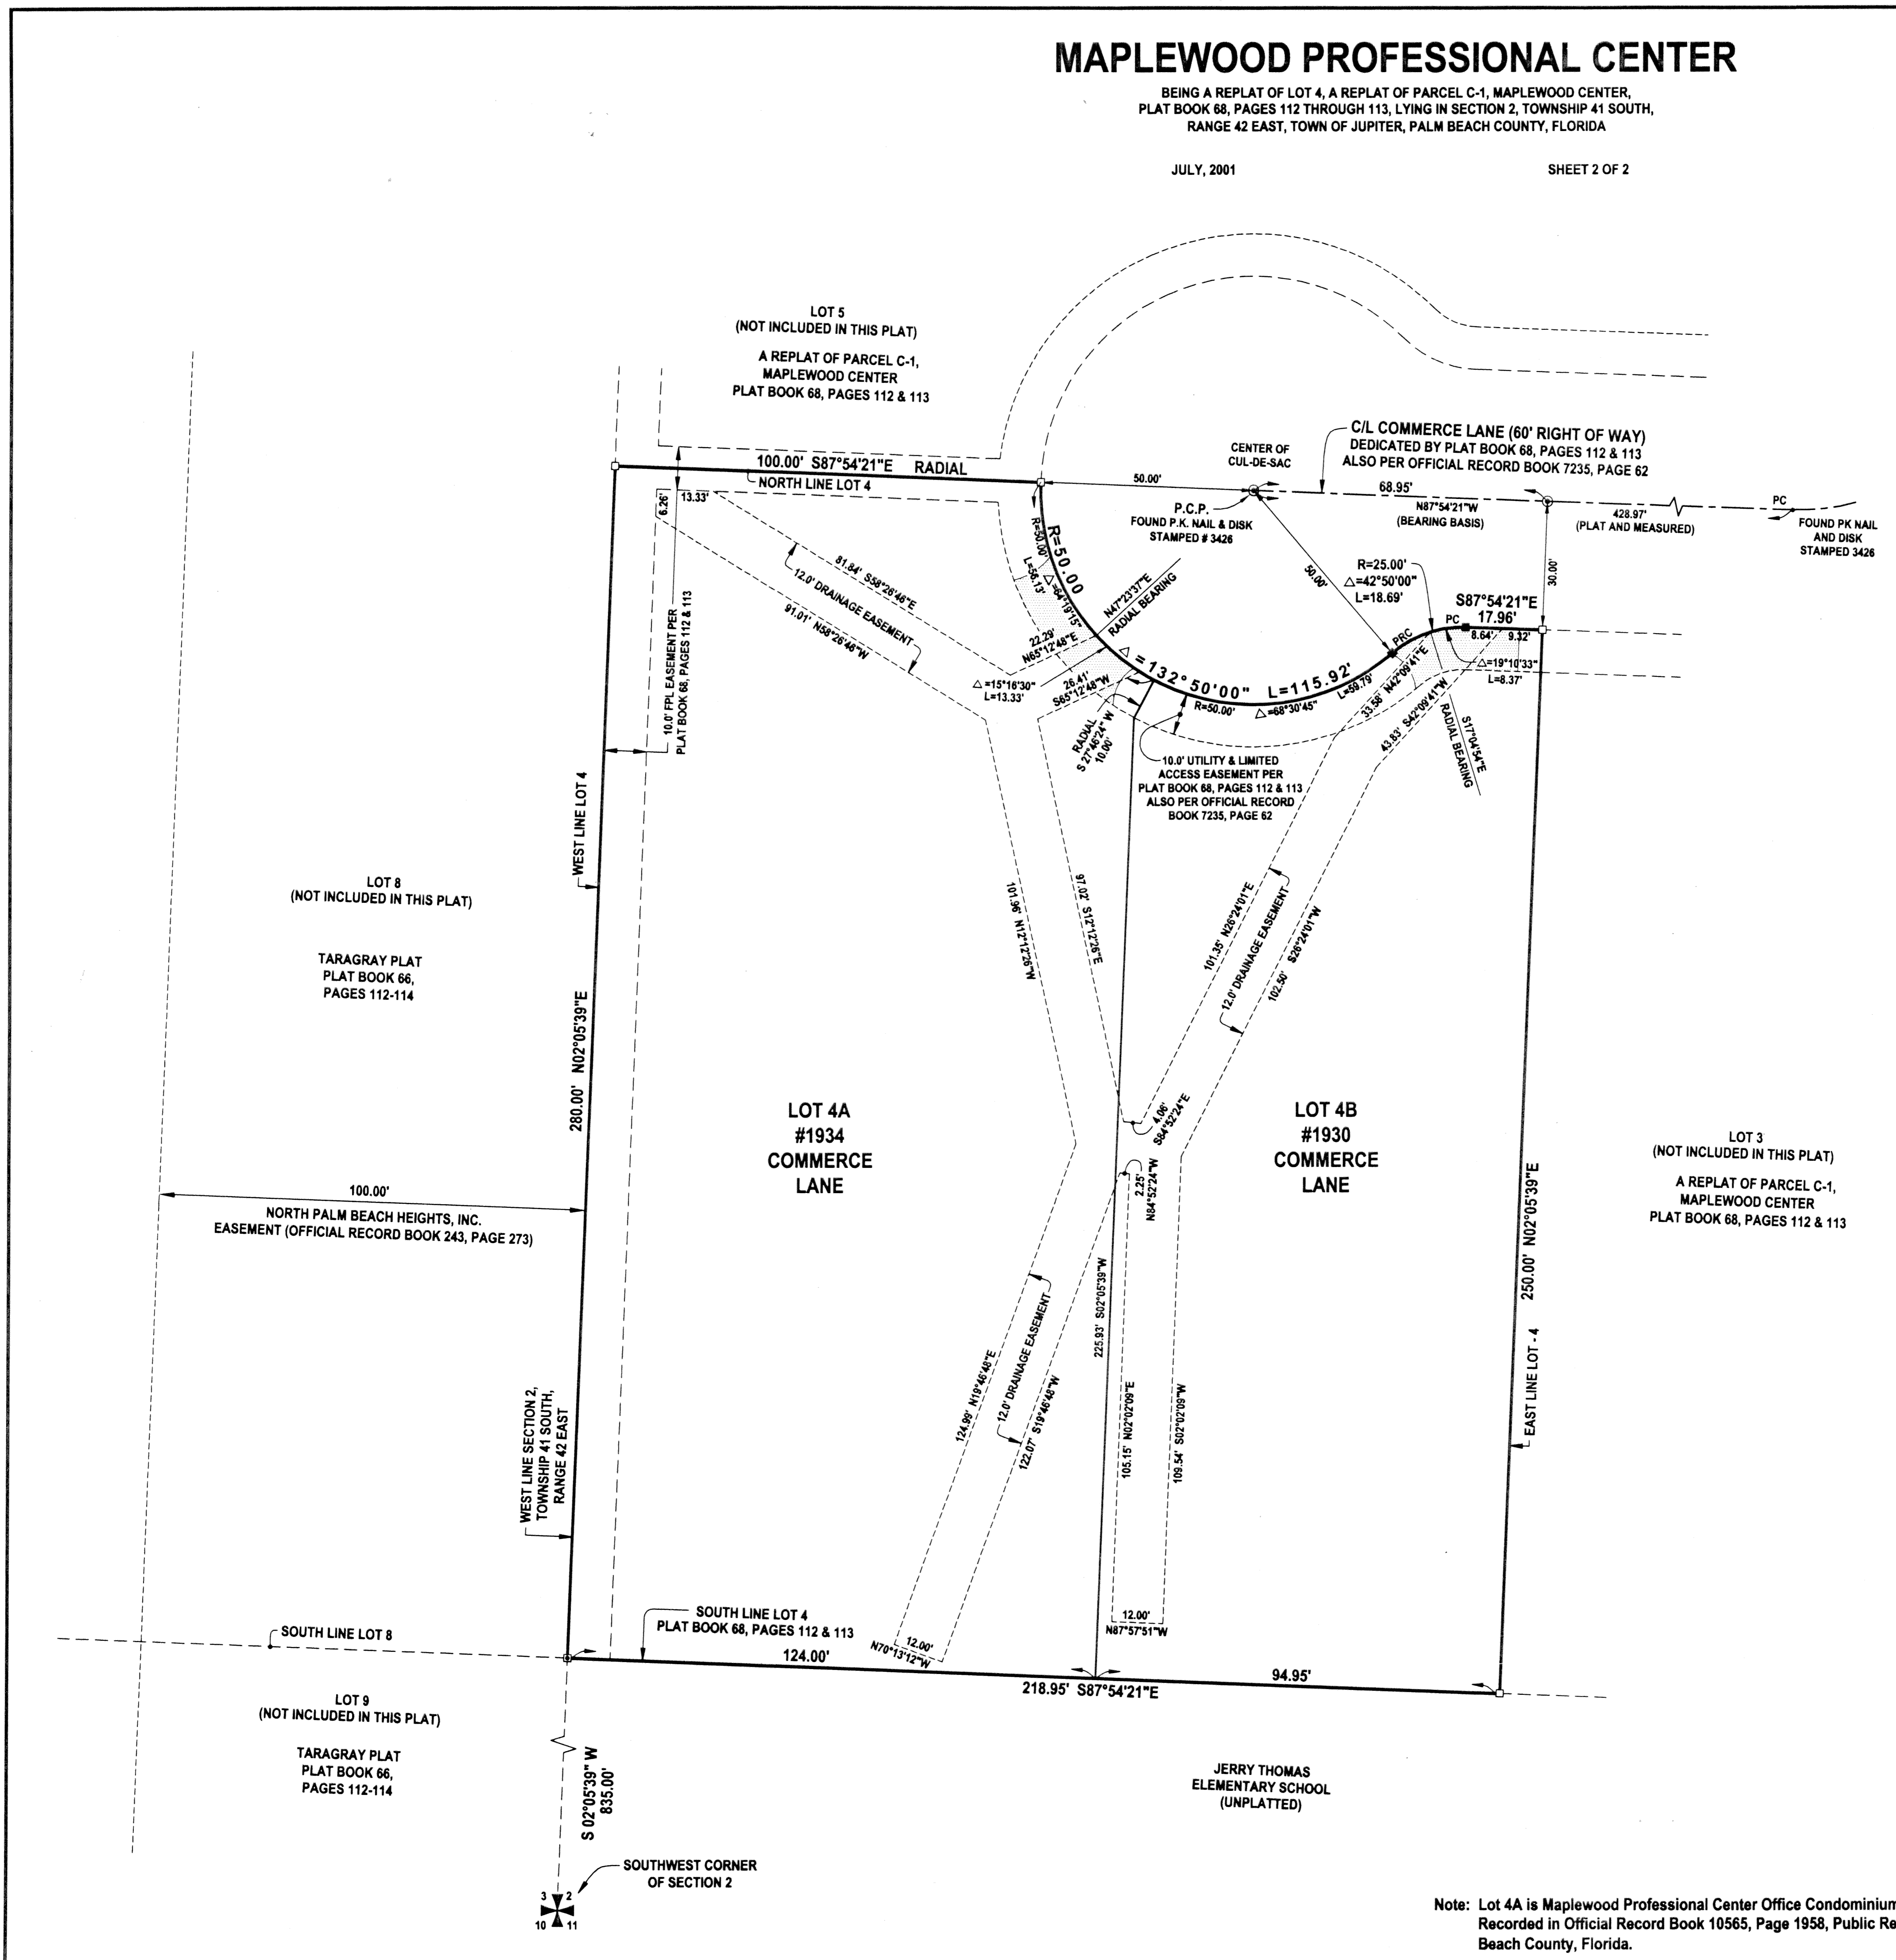 MAPLEWOOD PROFESSIONAL CENTER
BEING A REPLAT OF LOT 4, A REPLAT OF PARCEL C-1, MAPLEWOOD CENTER,
PLAT BOOK 68, PAGES 112 THROUGH 113, LYING IN SECTION 2, TOWNSHIP 41 SOUTH,
RANGE 42 EAST, TOWN OF JUPITER, PALM BEACH COUNTY, FLORIDA
JULY, 2001
SHEET 2 OF 2
LOT 5
(NOT INCLUDED IN THIS PLAT)
A REPLAT OF PARCEL C-1,
MAPLEWOOD CENTER
PLAT BOOK 68, PAGES 112 & 113
C/L COMMERCE LANE (60' RIGHT OF WAY)
DEDICATED BY PLAT BOOK 68, PAGES 112 & 113
ALSO PER OFFICIAL RECORD BOOK 7235, PAGE 62
CENTER OF
CUL-DE-SAC
100.00' S87°54'21"E RADIAL
NORTH LINE LOT 4
50.00'
68.95'
N87°54'21"W
(BEARING BASIS)
428.97'
(PLAT AND MEASURED)
PC
FOUND PK NAIL
AND DISK
STAMPED 3426
P.C.P.
FOUND P.K. NAIL & DISK
STAMPED # 3426
6.26'
13.33'
R=50.00
R=50.00'
L=56.13'
△=64°19'15"
81.84' S58°26'46"E
12.0' DRAINAGE EASEMENT
91.01' N58°26'46"W
10.0' FPL EASEMENT PER
PLAT BOOK 68, PAGES 112 & 113
N47°23'37"E
RADIAL BEARING
50.00'
30.00'
R=25.00'
△=42°50'00"
L=18.69'
S87°54'21"E
17.96'
PC
8.64'
9.32'
PRC
△=19°10'33"
L=8.37'
22.29'
N65°12'48"E
△=15°16'30"
L=13.33'
26.41'
S65°12'48"W
△=132°50'00" L=115.92'
R=50.00'
△=68°30'45"
L=59.79'
33.58' N42°09'41"E
43.83' S42°09'41"W
S17°04'54"E
RADIAL BEARING
RADIAL
S 27°46'24" W
10.00'
10.0' UTILITY & LIMITED
ACCESS EASEMENT PER
PLAT BOOK 68, PAGES 112 & 113
ALSO PER OFFICIAL RECORD
BOOK 7235, PAGE 62
WEST LINE LOT 4
LOT 8
(NOT INCLUDED IN THIS PLAT)
TARAGRAY PLAT
PLAT BOOK 66,
PAGES 112-114
280.00' N02°05'39"E
101.96' N12°12'26"W
97.02' S12°12'26"E
101.35' N26°24'01"E
12.0' DRAINAGE EASEMENT
102.50' S26°24'01"W
LOT 4A
#1934
COMMERCE
LANE
4.06'
S84°52'24"E
2.25'
N84°52'24"W
LOT 4B
#1930
COMMERCE
LANE
LOT 3
(NOT INCLUDED IN THIS PLAT)
A REPLAT OF PARCEL C-1,
MAPLEWOOD CENTER
PLAT BOOK 68, PAGES 112 & 113
100.00'
NORTH PALM BEACH HEIGHTS, INC.
EASEMENT (OFFICIAL RECORD BOOK 243, PAGE 273)
250.00' N02°05'39"E
EAST LINE LOT - 4
225.93' S02°05'39"W
124.99' N19°46'48"E
12.0' DRAINAGE EASEMENT
122.07' S19°46'48"W
105.15' N02°02'09"E
109.54' S02°02'09"W
WEST LINE SECTION 2,
TOWNSHIP 41 SOUTH,
RANGE 42 EAST
SOUTH LINE LOT 8
SOUTH LINE LOT 4
PLAT BOOK 68, PAGES 112 & 113
12.00'
N70°13'12"W
12.00'
N87°57'51"W
124.00'
94.95'
218.95' S87°54'21"E
LOT 9
(NOT INCLUDED IN THIS PLAT)
TARAGRAY PLAT
PLAT BOOK 66,
PAGES 112-114
S 02°05'39" W
835.00'
JERRY THOMAS
ELEMENTARY SCHOOL
(UNPLATTED)
SOUTHWEST CORNER
OF SECTION 2
3 2
10 11
Note: Lot 4A is Maplewood Professional Center Office Condominium
Recorded in Official Record Book 10565, Page 1958, Public Re
Beach County, Florida.